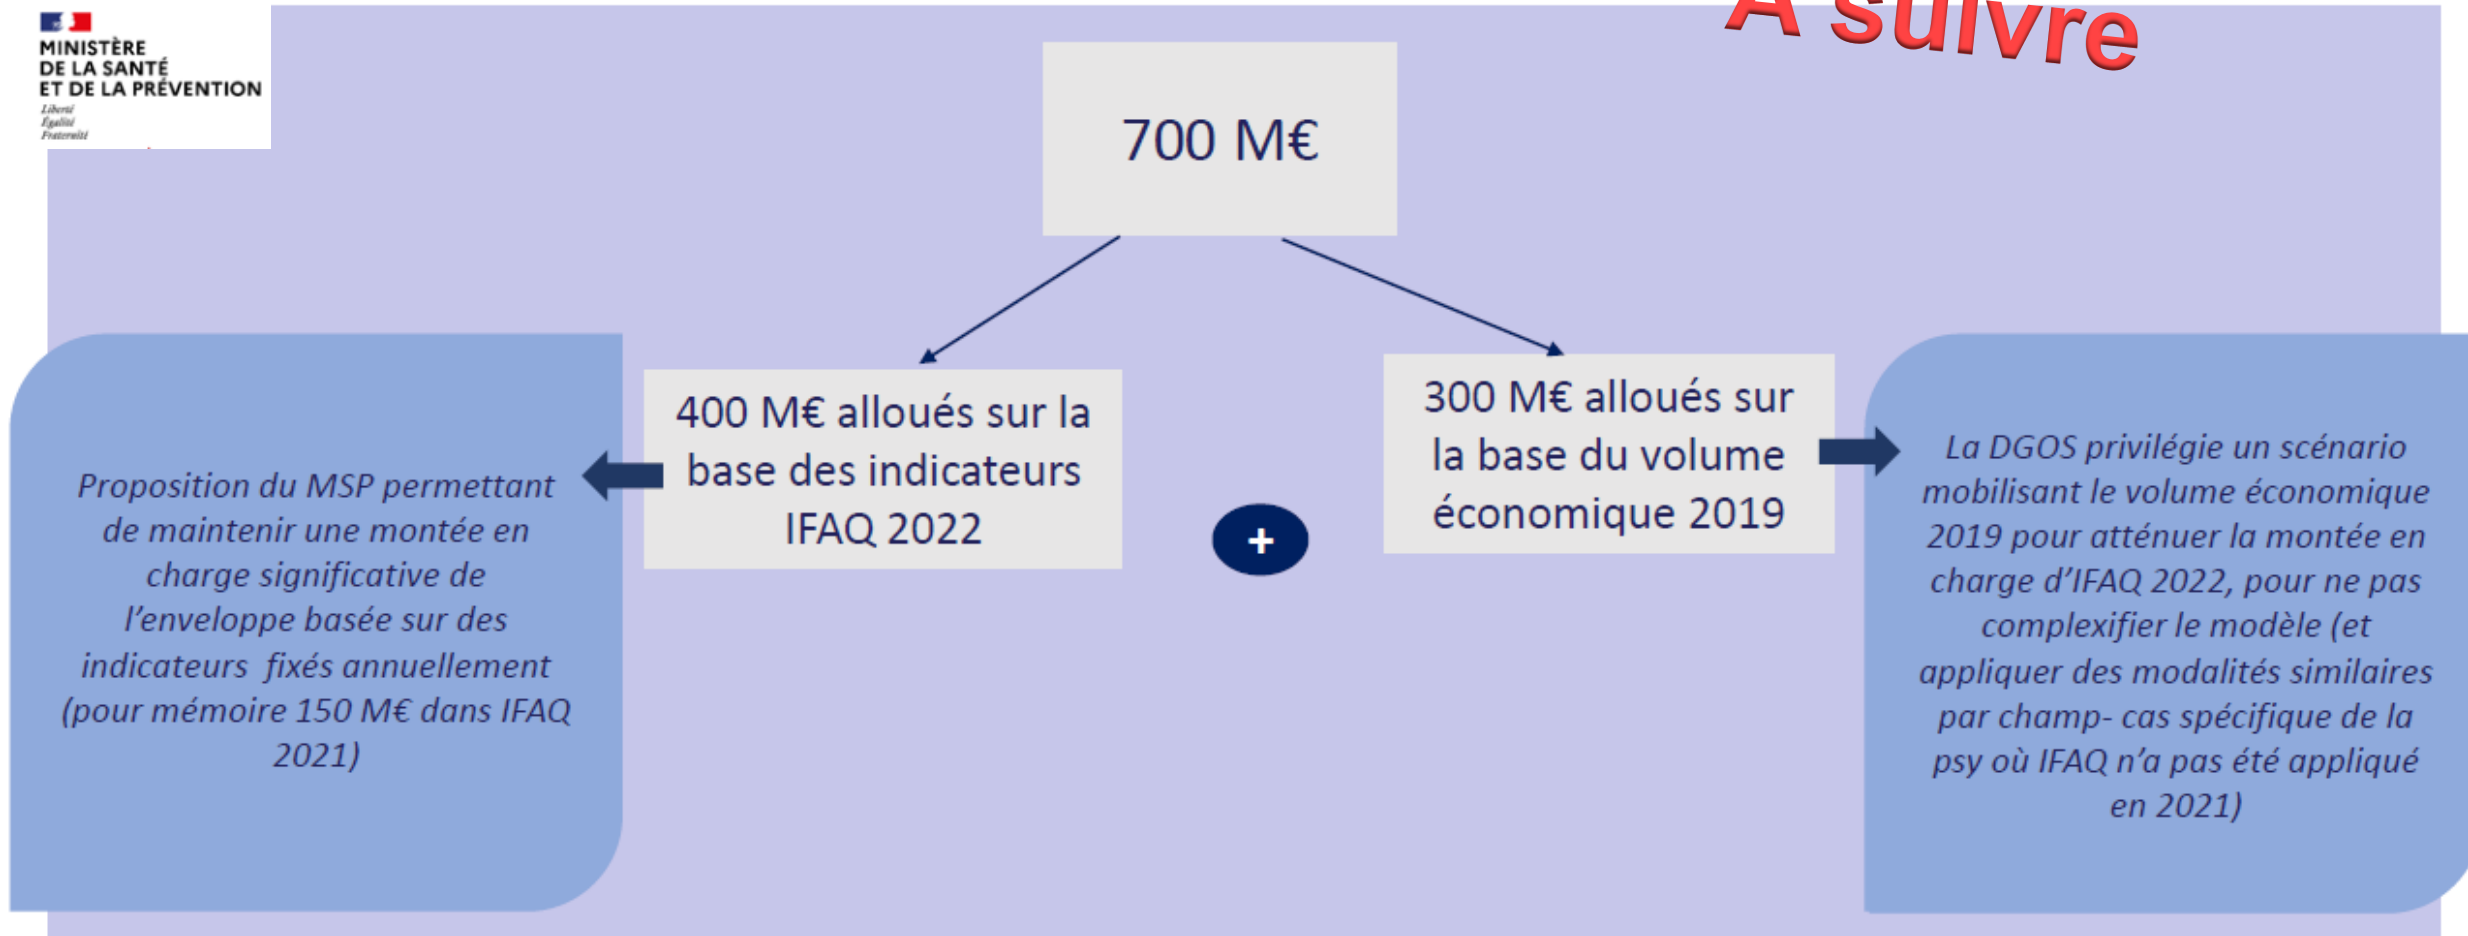 MINISTÈRE
DE LA SANTÉ
ET DE LA PRÉVENTION
Liberté
Égalité
Fraternité
A suivre
700 M€
400 M€ alloués sur la
base des indicateurs
IFAQ 2022
+
300 M€ alloués sur
la base du volume
économique 2019
Proposition du MSP permettant
de maintenir une montée en
charge significative de
l’enveloppe basée sur des
indicateurs fixés annuellement
(pour mémoire 150 M€ dans IFAQ
2021)
La DGOS privilégie un scénario
mobilisant le volume économique
2019 pour atténuer la montée en
charge d’IFAQ 2022, pour ne pas
complexifier le modèle (et
appliquer des modalités similaires
par champ- cas spécifique de la
psy où IFAQ n’a pas été appliqué
en 2021)